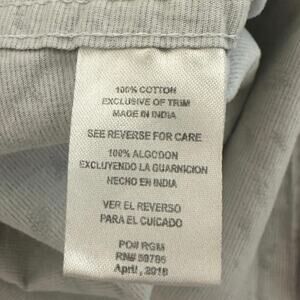 100% COTTON
EXCLUSIVE OF TRIM
MADE IN INDIA
SEE REVERSE FOR CARE
100% ALGODON
EXCLUYENDO LA GUARNICION
HECHO EN INDIA
VER EL REVERSO
PARA EL CUICADO
PO# RGM
RN# 59786
April , 2018